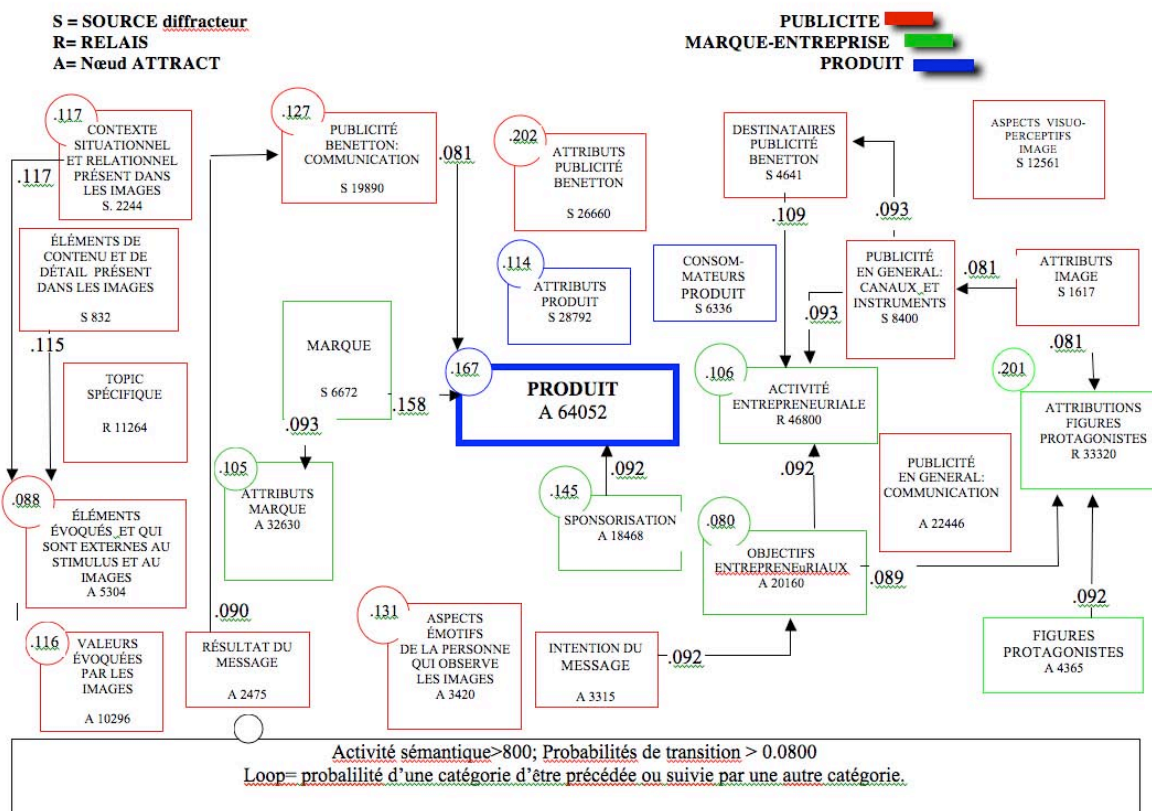 S = SOURCE diffracteur
R= RELAIS
A= Nœud ATTRACT
PUBLICITE
MARQUE-ENTREPRISE
PRODUIT
.117
CONTEXTE
SITUATIONNEL
ET RELATIONNEL
PRÉSENT DANS
LES IMAGES
S. 2244
.117
.127
PUBLICITÉ
BENETTON:
COMMUNICATION
S 19890
.081
.202
ATTRIBUTS
PUBLICITÉ
BENETTON
S 26660
DESTINATAIRES
PUBLICITÉ
BENETTON
S 4641
.109
.093
ASPECTS VISUO-
PERCEPTIFS
IMAGE
S 12561
ÉLÉMENTS DE
CONTENU ET DE
DÉTAIL PRÉSENT
DANS LES IMAGES
S 832
.115
.114
ATTRIBUTS
PRODUIT
S 28792
CONSOM-
MATEURS
PRODUIT
S 6336
PUBLICITÉ
EN GENERAL:
CANAUX ET
INSTRUMENTS
S 8400
.093
.081
ATTRIBUTS
IMAGE
S 1617
.081
MARQUE
S 6672
.158
.093
.167
PRODUIT
A 64052
.106
ACTIVITÉ
ENTREPRENEURIALE
R 46800
.201
ATTRIBUTIONS
FIGURES
PROTAGONISTES
R 33320
TOPIC
SPÉCIFIQUE
R 11264
.105
ATTRIBUTS
MARQUE
A 32630
.092
.145
SPONSORISATION
A 18468
.092
PUBLICITÉ
EN GENERAL:
COMMUNICATION
A 22446
.088
ÉLÉMENTS
ÉVOQUÉS ET QUI
SONT EXTERNES AU
STIMULUS ET AU
IMAGES
A 5304
.080
OBJECTIFS
ENTREPRENEuRIAUX
A 20160
.089
.092
.090
.116
VALEURS
ÉVOQUÉES
PAR LES
IMAGES
A 10296
RÉSULTAT DU
MESSAGE
A 2475
.131
ASPECTS
ÉMOTIFS
DE LA PERSONNE
QUI OBSERVE
LES IMAGES
A 3420
INTENTION DU
MESSAGE
A 3315
.092
FIGURES
PROTAGONISTES
A 4365
Activité sémantique>800; Probabilités de transition > 0.0800
Loop= probalilité d'une catégorie d'être précédée ou suivie par une autre catégorie.